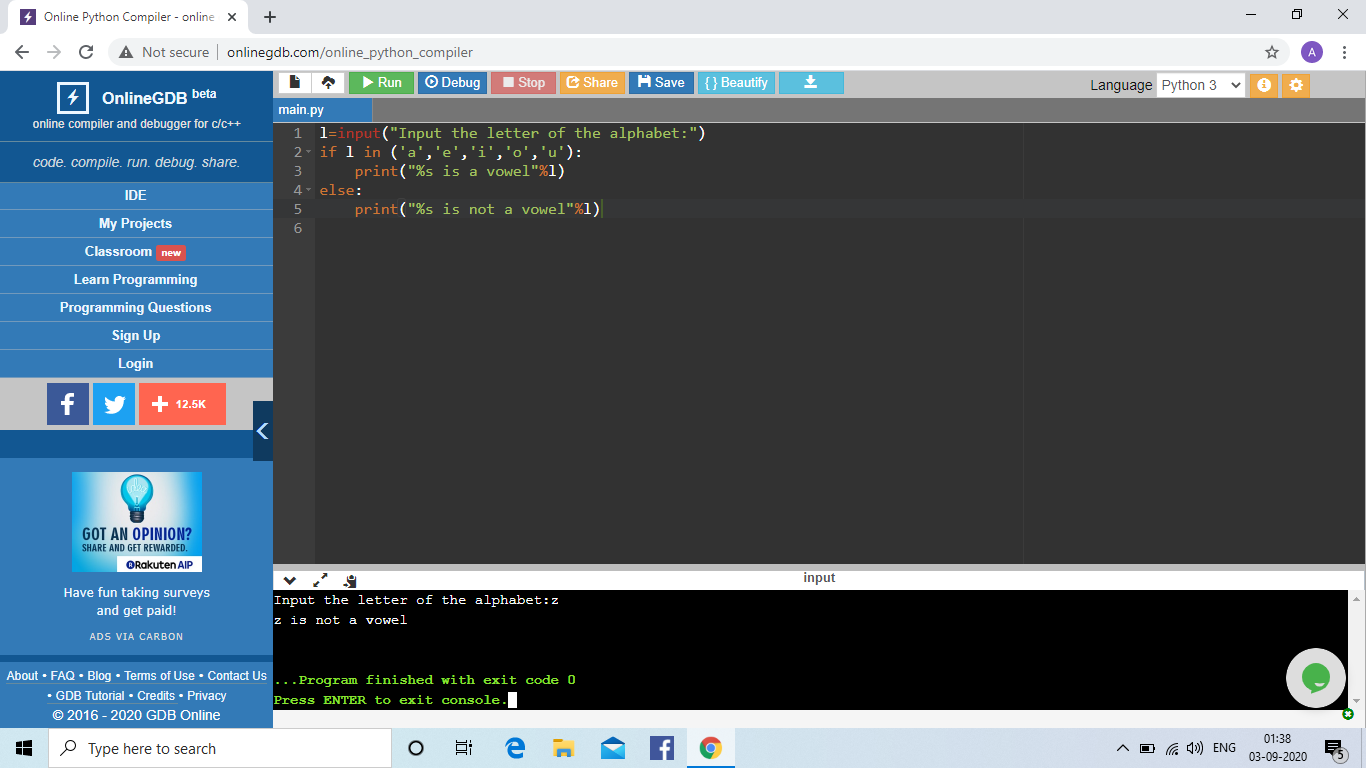 Online Python Compiler - online
Not secure | onlinegdb.com/online_python_compiler
A
OnlineGDB beta
online compiler and debugger for c/c++
code. compile. run. debug. share.
IDE
My Projects
Classroom new
Learn Programming
Programming Questions
Sign Up
Login
f
12.5K
GOT AN OPINION?
SHARE AND GET REWARDED.
Rakuten AIP
Have fun taking surveys
and get paid!
ADS VIA CARBON
About • FAQ • Blog • Terms of Use • Contact Us
• GDB Tutorial • Credits • Privacy
© 2016 - 2020 GDB Online
Run Debug Stop Share Save { } Beautify
Language Python 3
main.py
1 l=input("Input the letter of the alphabet:")
2 if l in ('a','e','i','o','u'):
3     print("%s is a vowel"%l)
4 else:
5     print("%s is not a vowel"%l)
6
input
Input the letter of the alphabet:z
z is not a vowel
...Program finished with exit code 0
Press ENTER to exit console.
Type here to search
ENG
01:38
03-09-2020
5